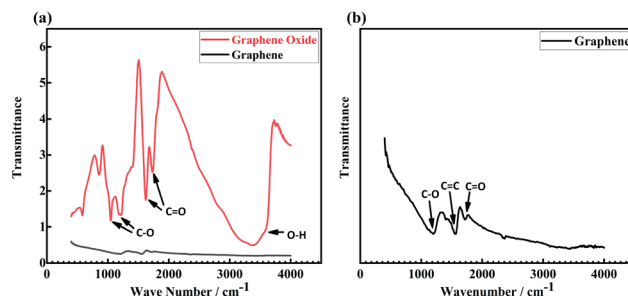 (a)
Graphene Oxide
Graphene
Transmittance
6
5
4
3
2
1
0
C-O
C=O
O-H
0 1000 2000 3000 4000
Wave Number / cm⁻¹
(b)
Graphene
Transmittance
C-O
C=C
C=O
0 1000 2000 3000 4000
Wavenumber / cm⁻¹